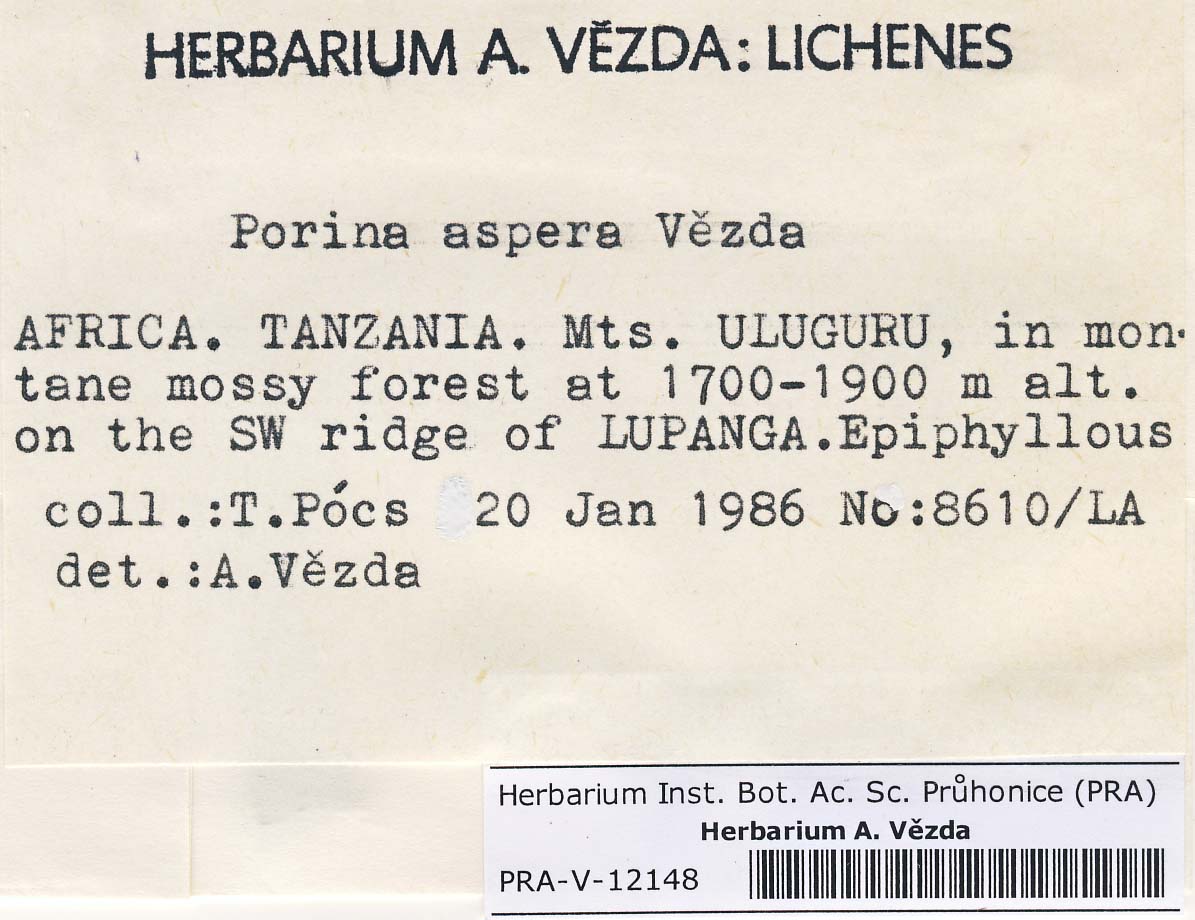 HERBARIUM A. VĚZDA: LICHENES
Porina aspera Vězda
AFRICA. TANZANIA. Mts. ULUGURU, in mon-
tane mossy forest at 1700-1900 m alt.
on the SW ridge of LUPANGA.Epiphyllous
coll.:T.Pócs 20 Jan 1986 No:8610/LA
det.:A.Vězda
Herbarium Inst. Bot. Ac. Sc. Průhonice (PRA)
Herbarium A. Vězda
PRA-V-12148